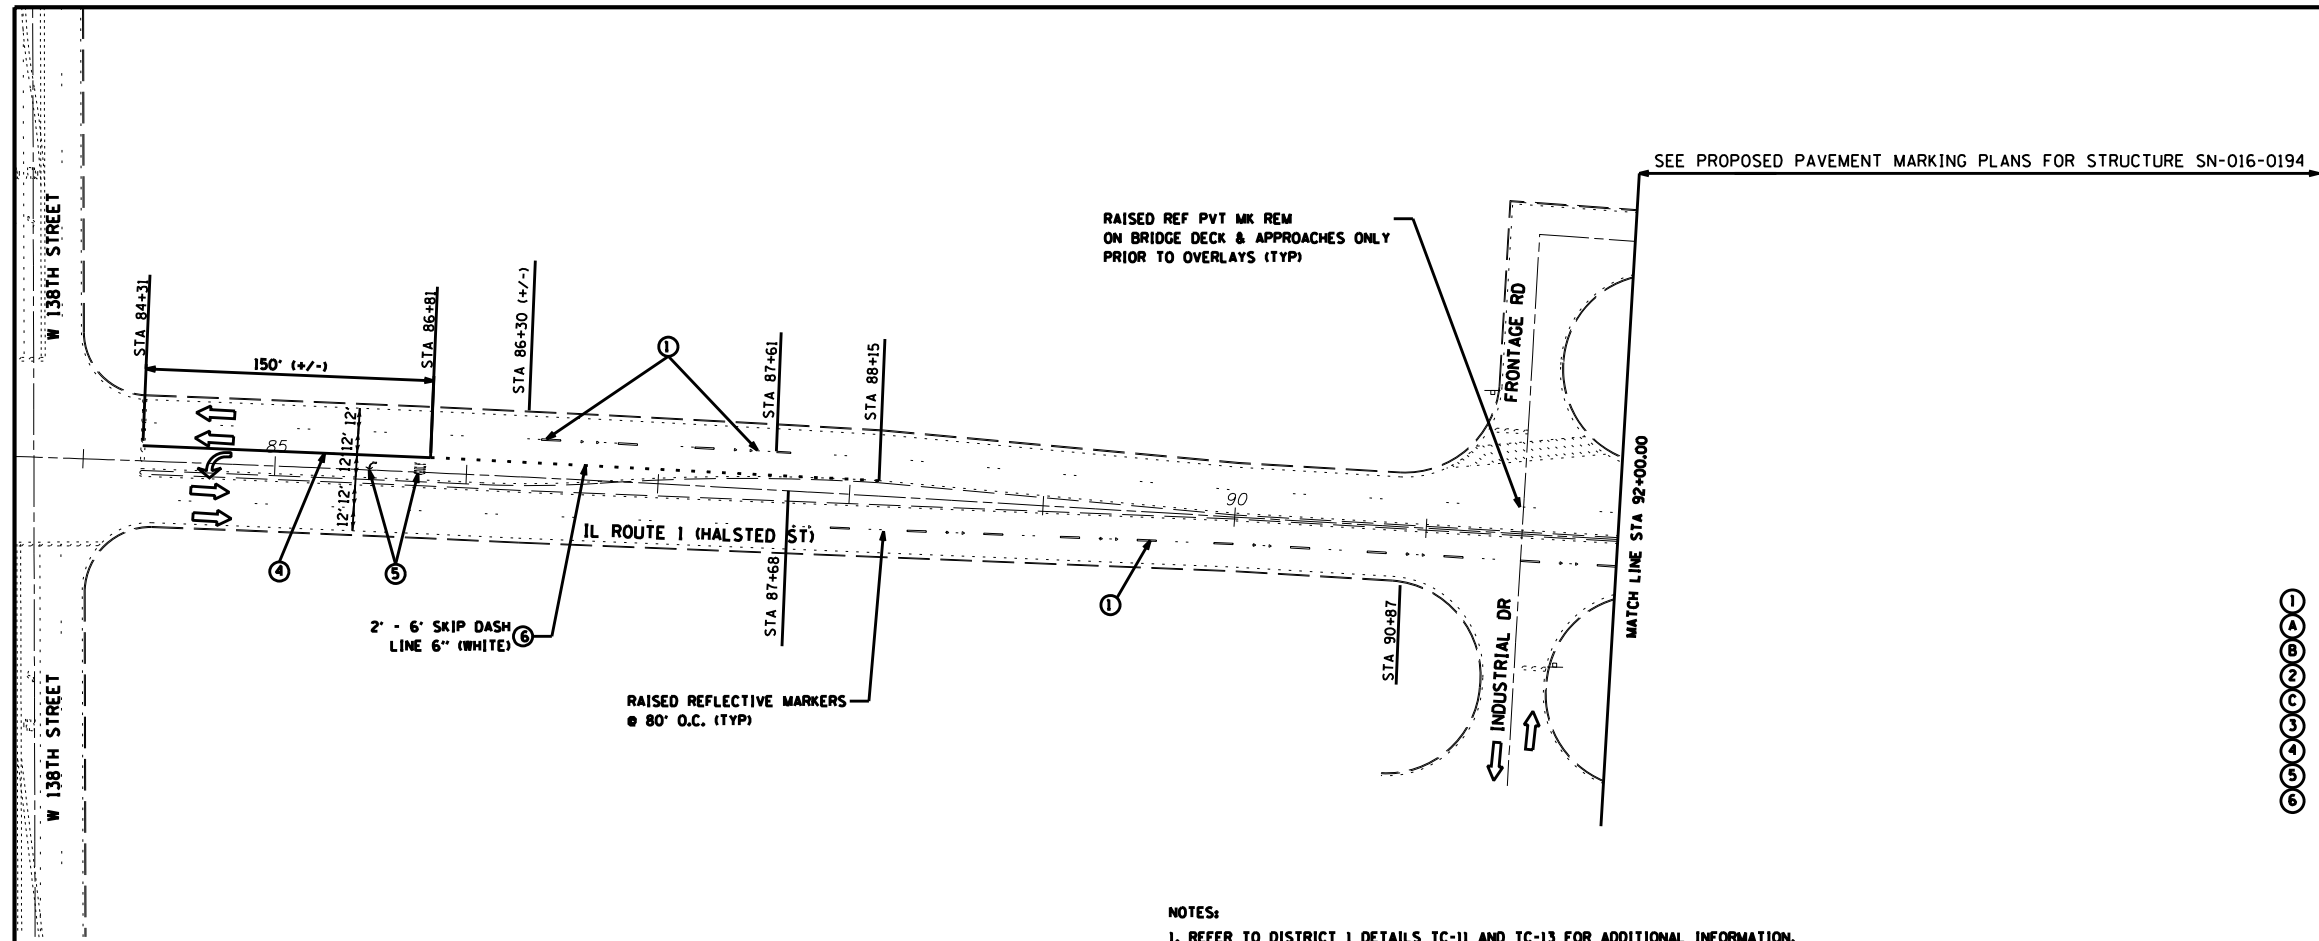 SEE PROPOSED PAVEMENT MARKING PLANS FOR STRUCTURE SN-016-0194
RAISED REF PVT MK REM
ON BRIDGE DECK & APPROACHES ONLY
PRIOR TO OVERLAYS (TYP)
W 138TH STREET
STA 84+31
STA 86+81
STA 86+30 (+/-)
150' (+/-)
1
STA 87+61
STA 88+15
FRONTAGE RD
85
12' 12' 12' 12' 12'
90
MATCH LINE STA 92+00.00
IL ROUTE 1 (HALSTED ST)
4
5
STA 87+68
1
STA 90+87
INDUSTRIAL DR
2' - 6' SKIP DASH
LINE 6" (WHITE)
6
W 138TH STREET
RAISED REFLECTIVE MARKERS
@ 80' O.C. (TYP)
1
A
B
2
C
3
4
5
6
NOTES:
1. REFER TO DISTRICT 1 DETAILS TC-11 AND TC-13 FOR ADDITIONAL INFORMATION.